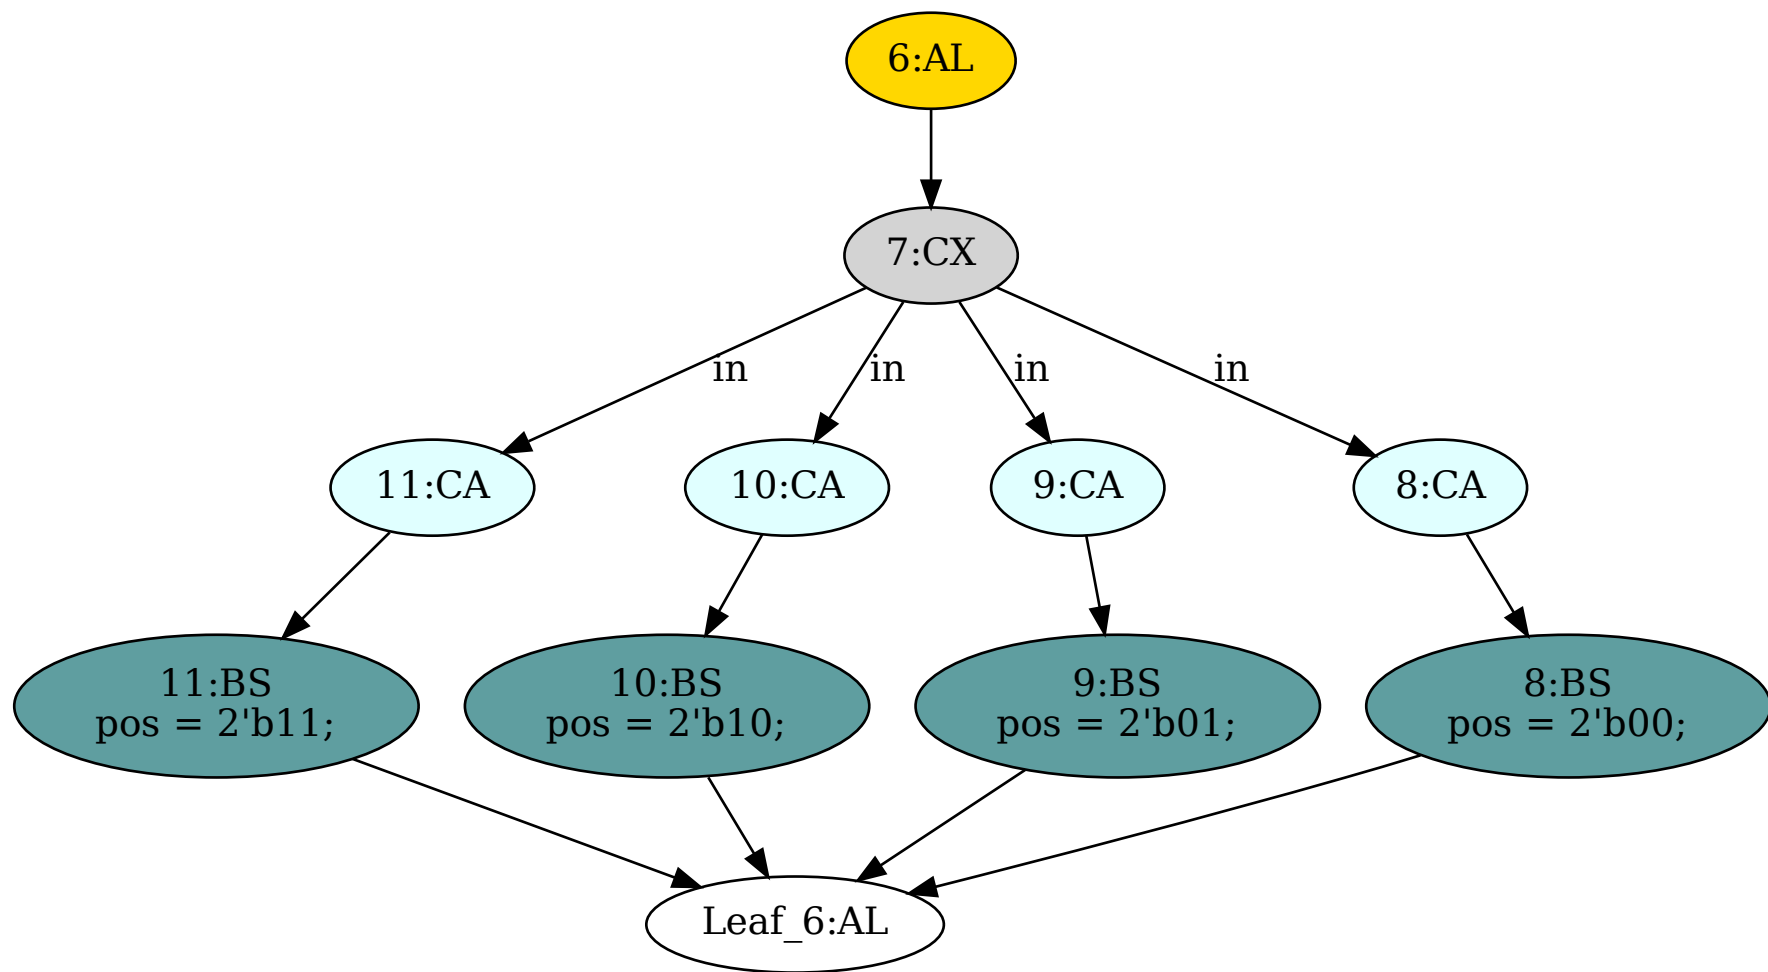 6:AL
7:CX
in in in in
11:CA 10:CA 9:CA 8:CA
11:BS
pos = 2'b11;
10:BS
pos = 2'b10;
9:BS
pos = 2'b01;
8:BS
pos = 2'b00;
Leaf_6:AL